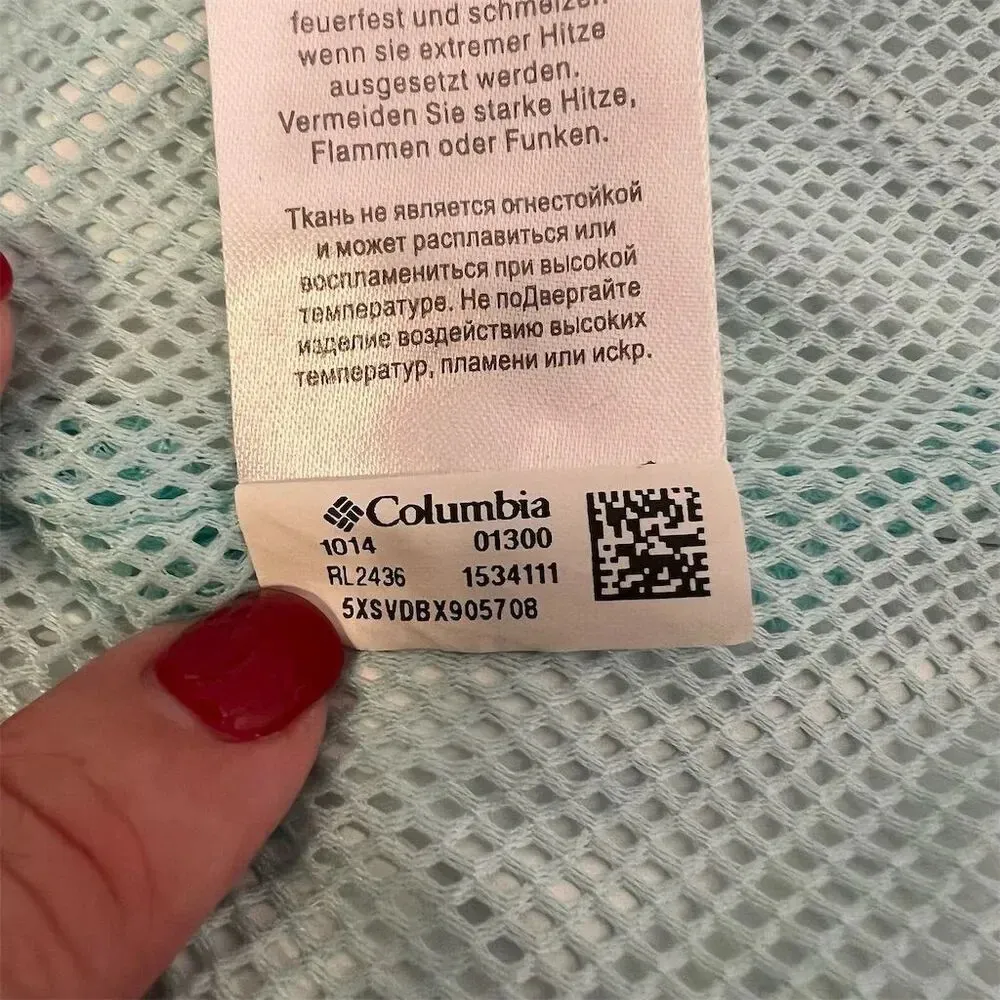 feuerfest und schmelzen
wenn sie extremer Hitze
ausgesetzt werden.
Vermeiden Sie starke Hitze,
Flammen oder Funken.
Ткань не является огнестойкой
и может расплавиться или
воспламениться при высокой
температуре. Не поДвергайте
изделие воздействию высоких
температур, пламени или искр.
Columbia
1014 01300
RL2436 1534111
5XSVDBX905708